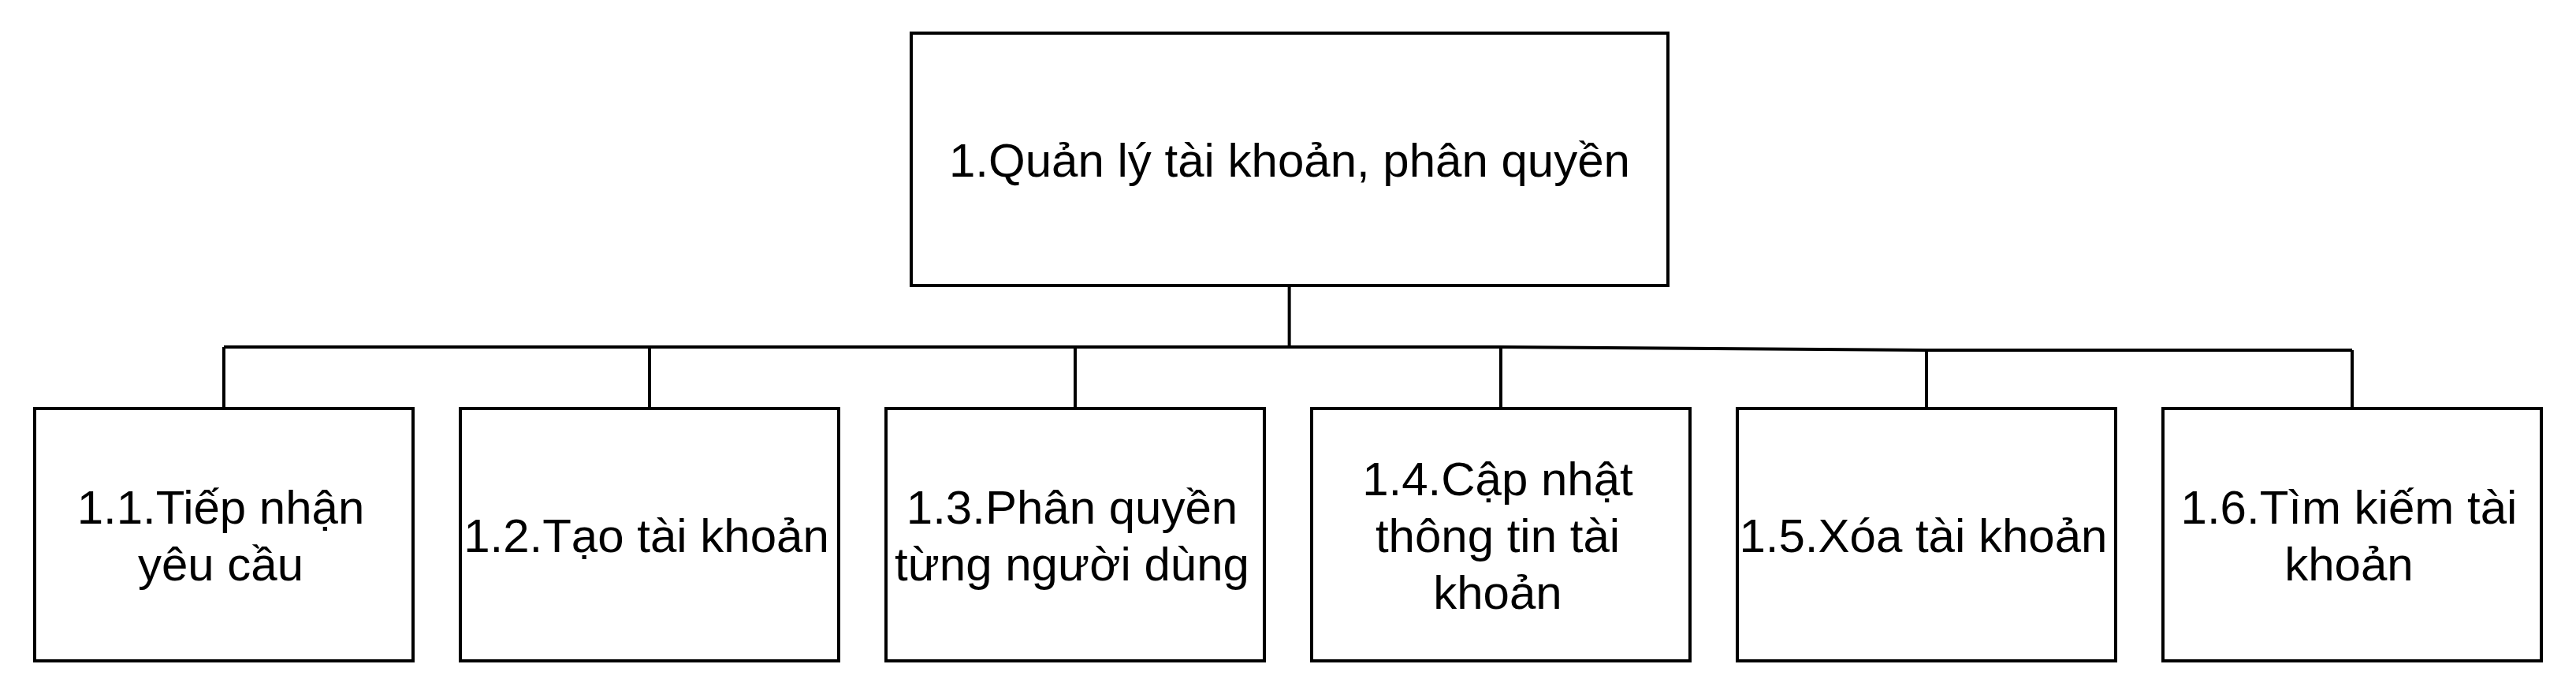 1.Quản lý tài khoản, phân quyền
1.1.Tiếp nhận
yêu cầu
1.2.Tạo tài khoản
1.3.Phân quyền
từng người dùng
1.4.Cập nhật
thông tin tài
khoản
1.5.Xóa tài khoản
1.6.Tìm kiếm tài
khoản